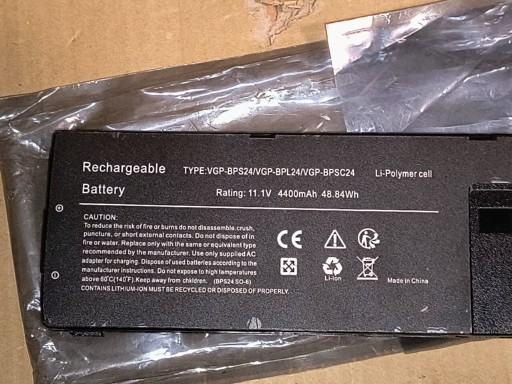 Rechargeable Battery
TYPE:VGP-BPS24/VGP-BPL24/VGP-BPSC24 Li-Polymer cell
Rating: 11.1V 4400mAh 48.84Wh
CAUTION:
To reduce the risk of fire or burns do not disassemble,crush,
puncture, or short external contacts. Do not dispose of in
fire or water. Replace only with the same or equivalent type
recommended by the manufacturer. Use only supplied AC
adapter for charging. Dispose of used batteries according to the
manufacturer instructions. Do not expose to high temperatures
above 60°C(140°F).Keep away from children. (BPS24 SO-6)
CONTAINS LITHIUM-ION MUST BE RECYCLED OR DISPOSED OF PROPERLY.
CE
Li-ion
Made in China